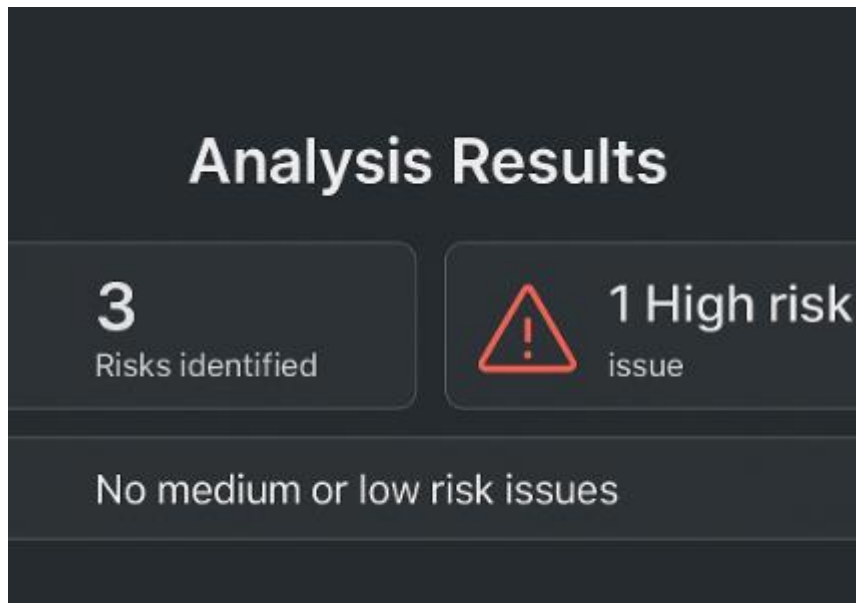 Analysis Results
3
Risks identified
1 High risk
issue
No medium or low risk issues